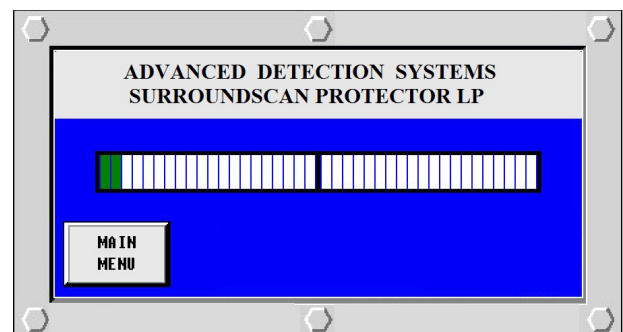 ADVANCED DETECTION SYSTEMS
SURROUNDSCAN PROTECTOR LP
MAIN
MENU